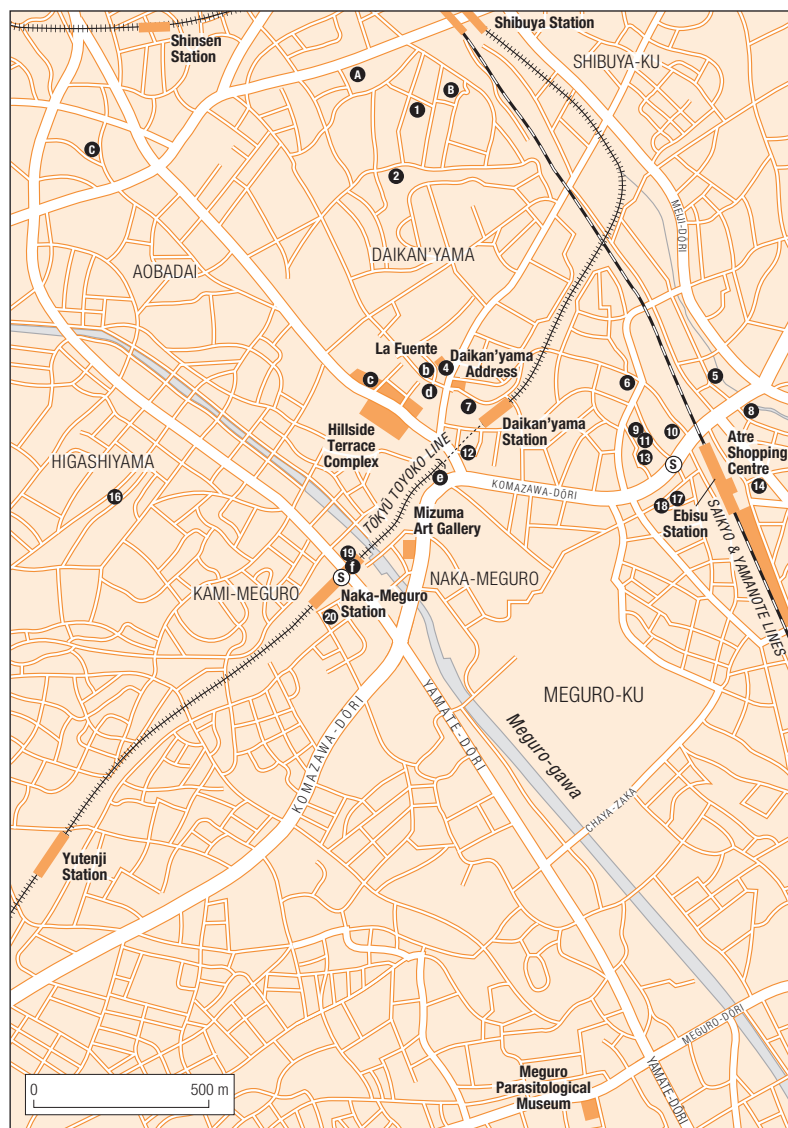 Shibuya Station
Shinsen
Station
SHIBUYA-KU
A
B
1
C
2
MEIJI-DŌRI
DAIKAN'YAMA
AOBADAI
La Fuente
Daikan'yama
Address
b
4
c
d
7
6
5
8
Hillside
Terrace
Complex
Daikan'yama
Station
9
10
11
13
S
Atre
Shopping
Centre
12
TŌKYŪ TOYOKO LINE
HIGASHIYAMA
16
e
KOMAZAWA-DŌRI
14
17
18
Ebisu
Station
Mizuma
Art Gallery
SAIKYO & YAMANOTE LINES
19
f
S
KAMI-MEGURO
NAKA-MEGURO
Naka-Meguro
Station
20
MEGURO-KU
KOMAZAWA-DŌRI
YAMATE-DŌRI
Meguro-gawa
CHAYA-ZAKA
Yutenji
Station
MEGURO-DŌRI
YAMATE-DŌRI
Meguro
Parasitological
Museum
0 500 m